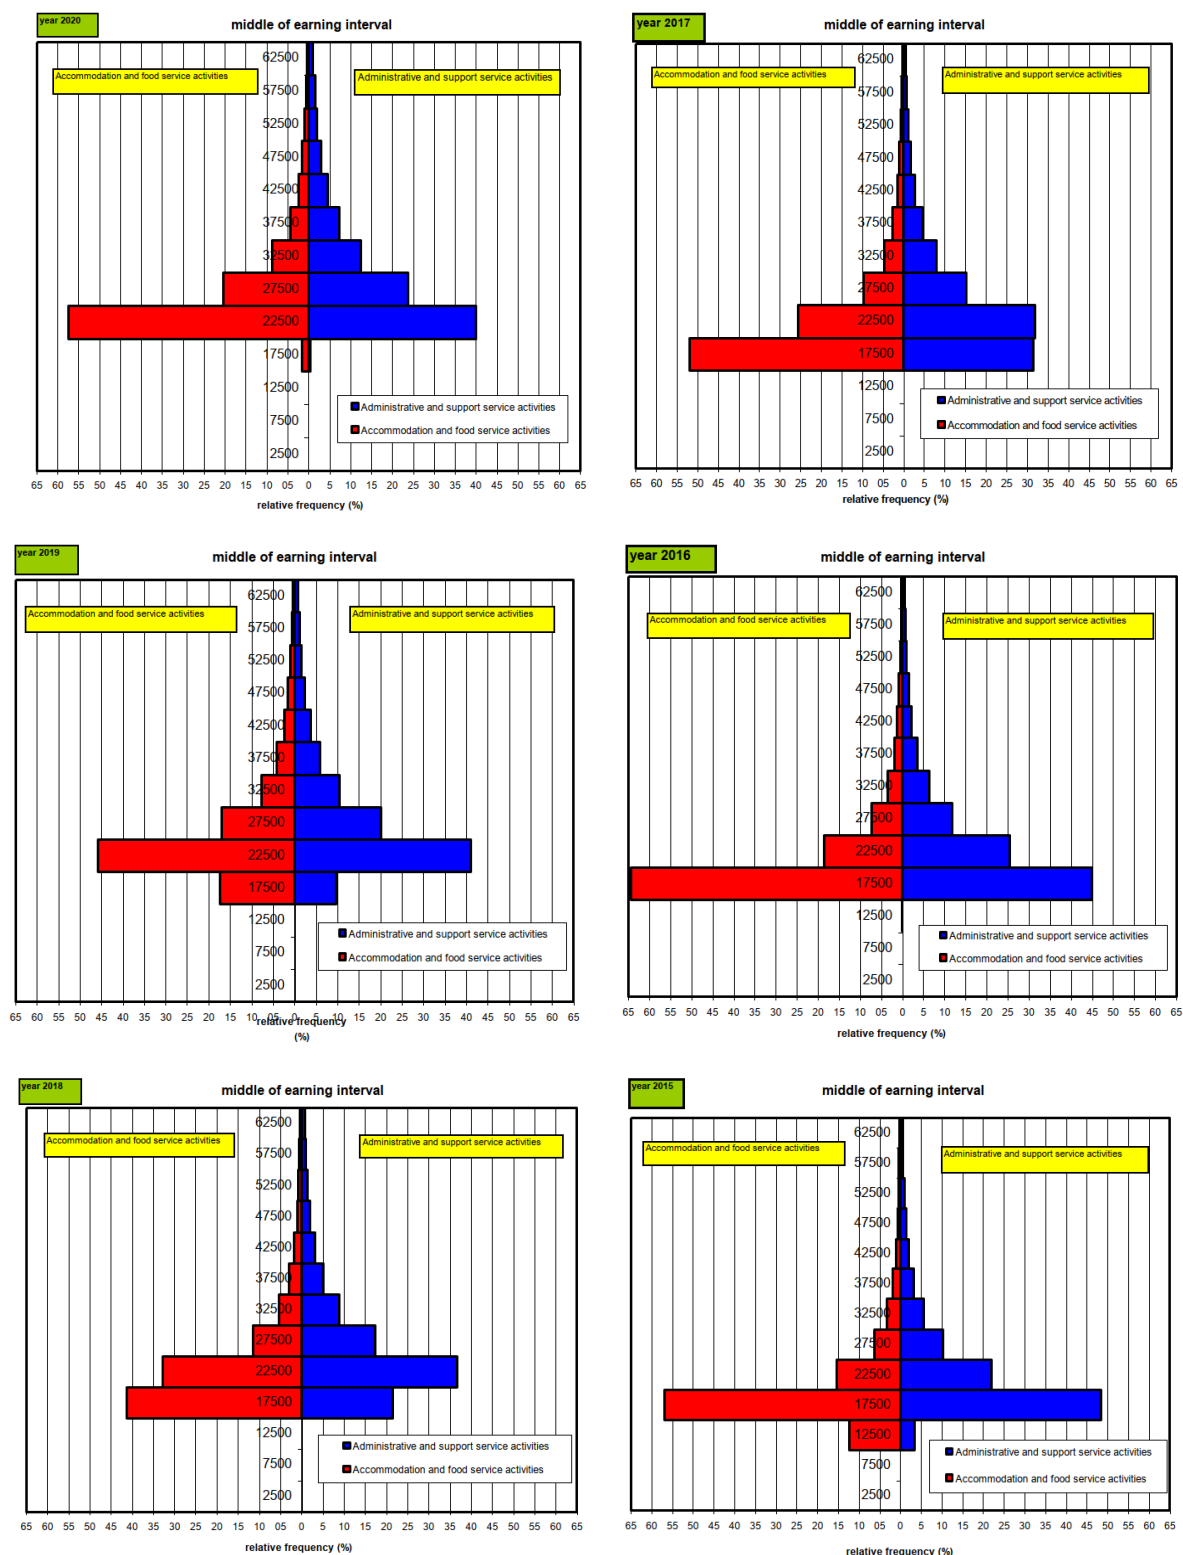 year 2020
middle of earning interval
Accommodation and food service activities
Administrative and support service activities
62500
57500
52500
47500
42500
37500
32500
27500
22500
17500
12500
7500
2500
Administrative and support service activities
Accommodation and food service activities
65 60 55 50 45 40 35 30 25 20 15 10 05 0 5 10 15 20 25 30 35 40 45 50 55 60 65
relative frequency (%)
year 2017
middle of earning interval
Accommodation and food service activities
Administrative and support service activities
62500
57500
52500
47500
42500
37500
32500
27500
22500
17500
12500
7500
2500
Administrative and support service activities
Accommodation and food service activities
65 60 55 50 45 40 35 30 25 20 15 10 05 0 5 10 15 20 25 30 35 40 45 50 55 60 65
relative frequency (%)
year 2019
middle of earning interval
Accommodation and food service activities
Administrative and support service activities
62500
57500
52500
47500
42500
37500
32500
27500
22500
17500
12500
7500
2500
Administrative and support service activities
Accommodation and food service activities
65 60 55 50 45 40 35 30 25 20 15 10 05 0 5 10 15 20 25 30 35 40 45 50 55 60 65
relative frequency
(%)
year 2016
middle of earning interval
Accommodation and food service activities
Administrative and support service activities
62500
57500
52500
47500
42500
37500
32500
27500
22500
17500
12500
7500
2500
Administrative and support service activities
Accommodation and food service activities
65 60 55 50 45 40 35 30 25 20 15 10 05 0 5 10 15 20 25 30 35 40 45 50 55 60 65
relative frequency (%)
year 2018
middle of earning interval
Accommodation and food service activities
Administrative and support service activities
62500
57500
52500
47500
42500
37500
32500
27500
22500
17500
12500
7500
2500
Administrative and support service activities
Accommodation and food service activities
65 60 55 50 45 40 35 30 25 20 15 10 05 0 5 10 15 20 25 30 35 40 45 50 55 60 65
relative frequency (%)
year 2015
middle of earning interval
Accommodation and food service activities
Administrative and support service activities
62500
57500
52500
47500
42500
37500
32500
27500
22500
17500
12500
7500
2500
Administrative and support service activities
Accommodation and food service activities
65 60 55 50 45 40 35 30 25 20 15 10 05 0 5 10 15 20 25 30 35 40 45 50 55 60 65
relative frequency (%)